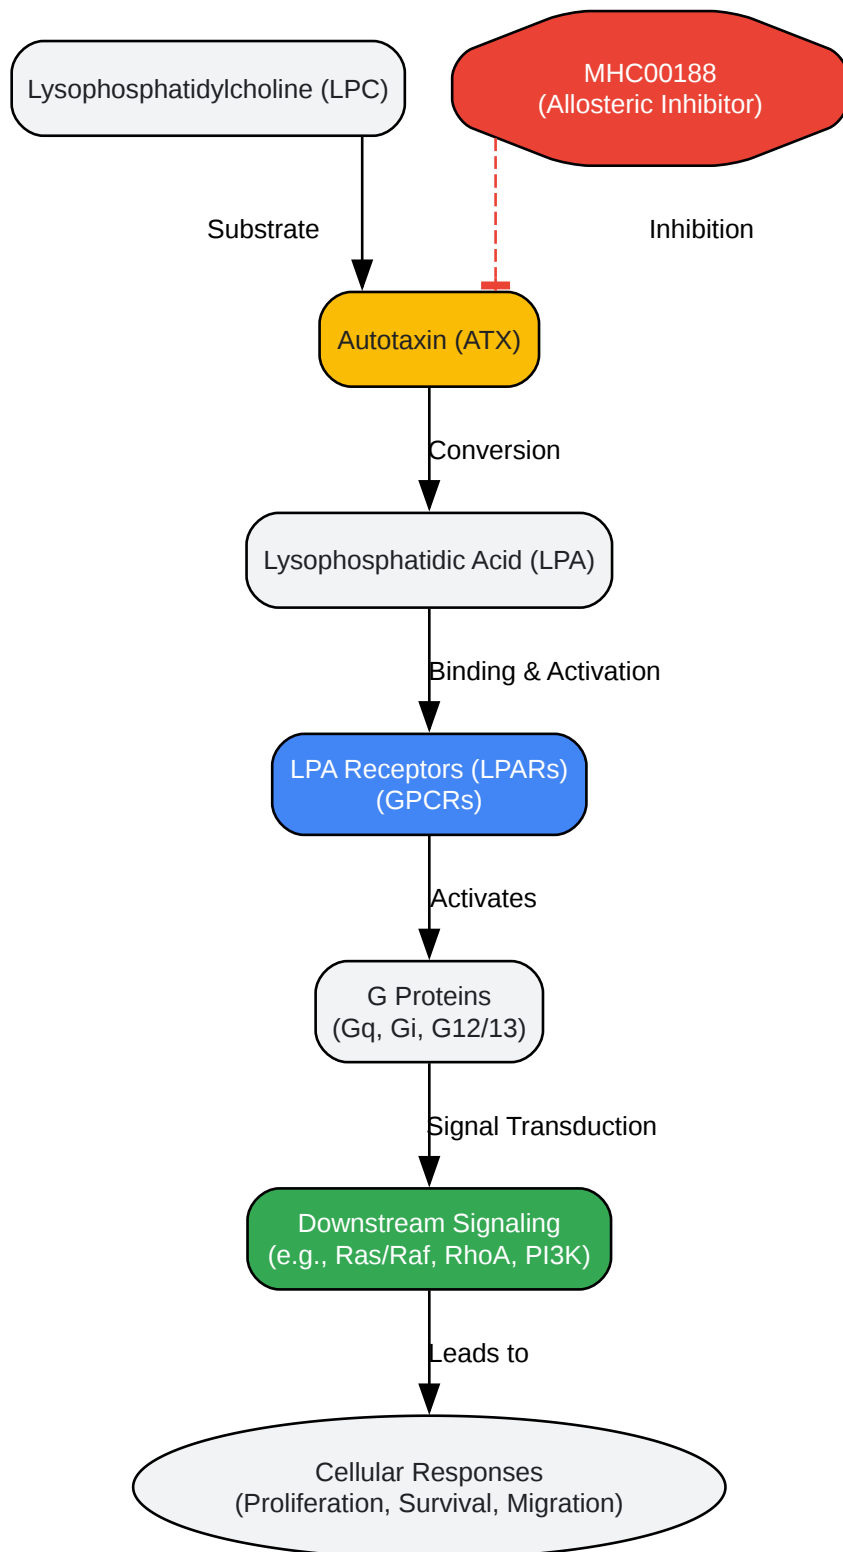 Lysophosphatidylcholine (LPC)
MHC00188
(Allosteric Inhibitor)
Substrate
Inhibition
Autotaxin (ATX)
Conversion
Lysophosphatidic Acid (LPA)
Binding & Activation
LPA Receptors (LPARs)
(GPCRs)
Activates
G Proteins
(Gq, Gi, G12/13)
Signal Transduction
Downstream Signaling
(e.g., Ras/Raf, RhoA, PI3K)
Leads to
Cellular Responses
(Proliferation, Survival, Migration)